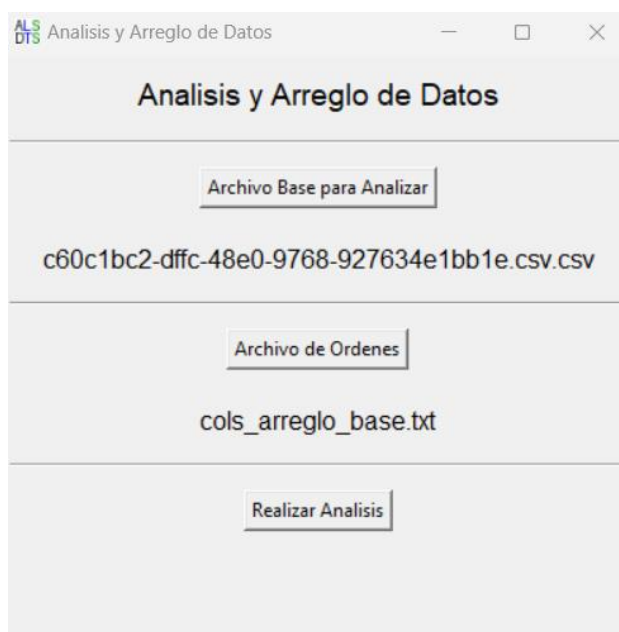 ALS
DTS
Analisis y Arreglo de Datos
Analisis y Arreglo de Datos
Archivo Base para Analizar
c60c1bc2-dffc-48e0-9768-927634e1bb1e.csv.csv
Archivo de Ordenes
cols_arreglo_base.txt
Realizar Analisis